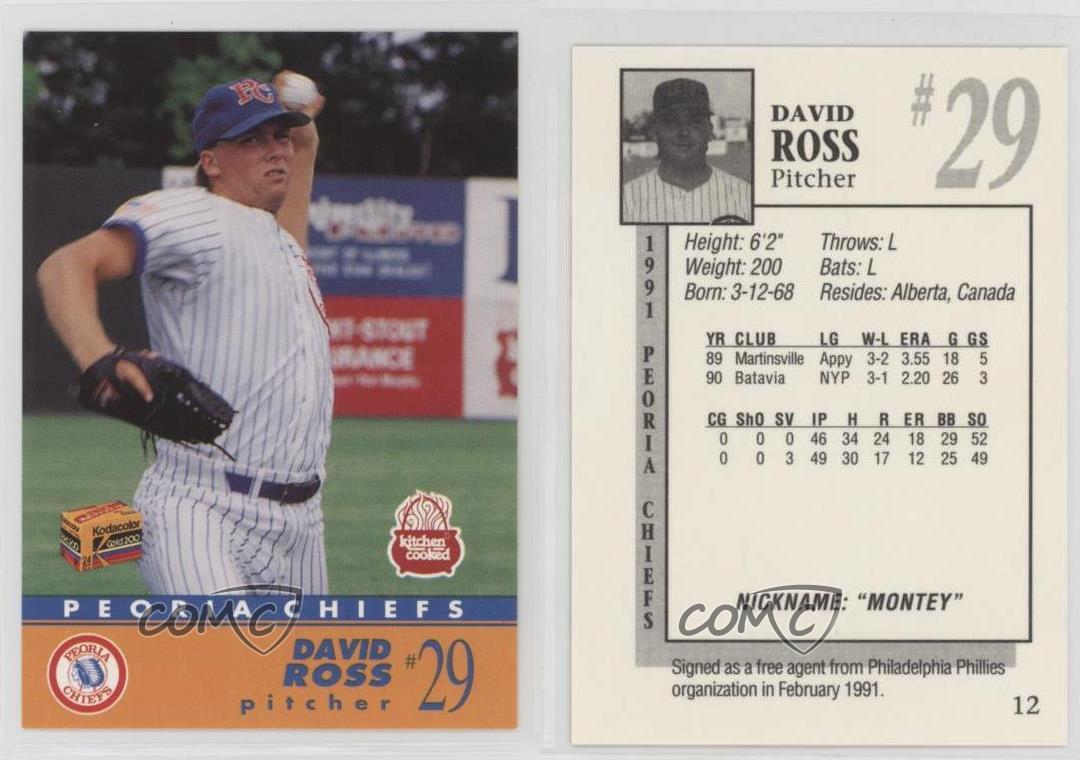 PC
HT-STOUT
RANCE
Kodacolor
Gold 200
24
kitchen
cooked
PEORIA CHIEFS
COMC
PEORIA
CHIEFS
DAVID
ROSS
pitcher
#29
DAVID
ROSS
Pitcher
#29
1991 PEORIA CHIEFS
Height: 6'2" Throws: L
Weight: 200 Bats: L
Born: 3-12-68 Resides: Alberta, Canada
YR CLUB LG W-L ERA G GS
89 Martinsville Appy 3-2 3.55 18 5
90 Batavia NYP 3-1 2.20 26 3
CG ShO SV IP H R ER BB SO
0 0 0 46 34 24 18 29 52
0 0 3 49 30 17 12 25 49
NICKNAME: "MONTEY"
COMC
Signed as a free agent from Philadelphia Phillies
organization in February 1991.
12